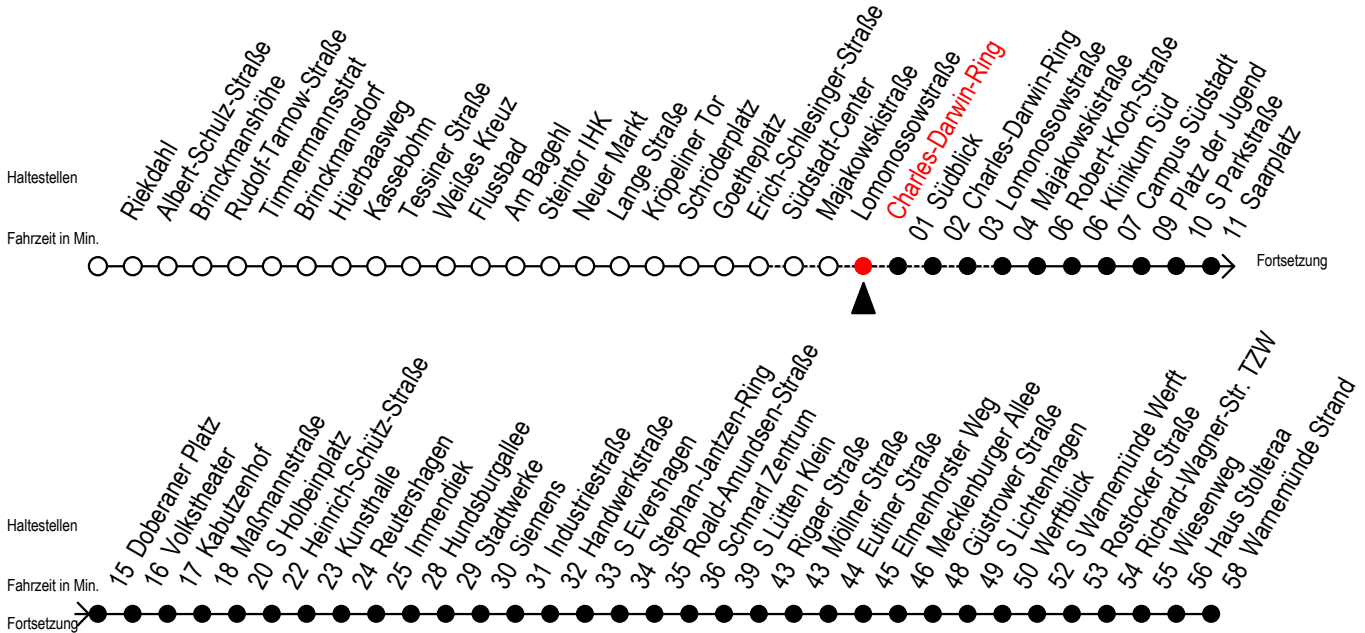 Haltestellen
Riekdahl
Albert-Schulz-Straße
Brinckmanshöhe
Rudolf-Tarnow-Straße
Timmermannsstrat
Brinckmansdorf
Hüerbaasweg
Kassebohm
Tessiner Straße
Weißes Kreuz
Flussbad
Am Bagehl
Steintor IHK
Neuer Markt
Lange Straße
Kröpeliner Tor
Schröderplatz
Goetheplatz
Erich-Schlesinger-Straße
Südstadt-Center
Majakowskistraße
Lomonossowstraße
Charles-Darwin-Ring
01 Südblick
02 Charles-Darwin-Ring
03 Lomonossowstraße
04 Majakowskistraße
06 Robert-Koch-Straße
06 Klinikum Süd
07 Campus Südstadt
09 Platz der Jugend
10 S Parkstraße
11 Saarplatz
Fahrzeit in Min.
Fortsetzung
Haltestellen
15 Doberaner Platz
16 Volkstheater
17 Kabutzenhof
18 Maßmannstraße
20 S Holbeinplatz
22 Heinrich-Schütz-Straße
23 Kunsthalle
24 Reutershagen
25 Immendiek
28 Hundsburgallee
29 Stadtwerke
30 Siemens
31 Industriestraße
32 Handwerkstraße
33 S Evershagen
34 Stephan-Jantzen-Ring
35 Roald-Amundsen-Straße
36 Schmarl Zentrum
39 S Lütten Klein
43 Rigaer Straße
43 Möllner Straße
44 Eutiner Straße
45 Elmenhorster Weg
46 Mecklenburger Allee
48 Güstrower Straße
49 S Lichtenhagen
50 Werftblick
52 S Warnemünde Werft
53 Rostocker Straße
54 Richard-Wagner-Str. TZW
55 Wiesenweg
56 Haus Stolteraa
58 Warnemünde Strand
Fahrzeit in Min.
Fortsetzung